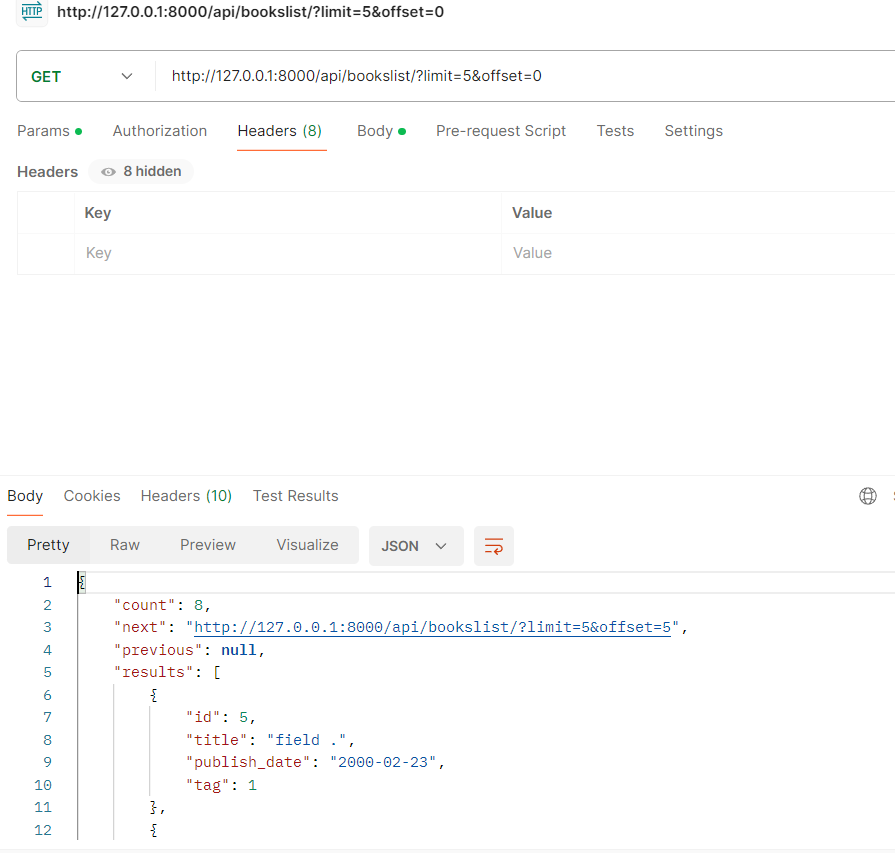 HTTP http://127.0.0.1:8000/api/bookslist/?limit=5&offset=0
GET http://127.0.0.1:8000/api/bookslist/?limit=5&offset=0
Params Authorization Headers (8) Body Pre-request Script Tests Settings
Headers 8 hidden
Key Value
Key Value
Body Cookies Headers (10) Test Results
Pretty Raw Preview Visualize JSON
1 {
2 "count": 8,
3 "next": "http://127.0.0.1:8000/api/bookslist/?limit=5&offset=5",
4 "previous": null,
5 "results": [
6 {
7 "id": 5,
8 "title": "field .",
9 "publish_date": "2000-02-23",
10 "tag": 1
11 },
12 {